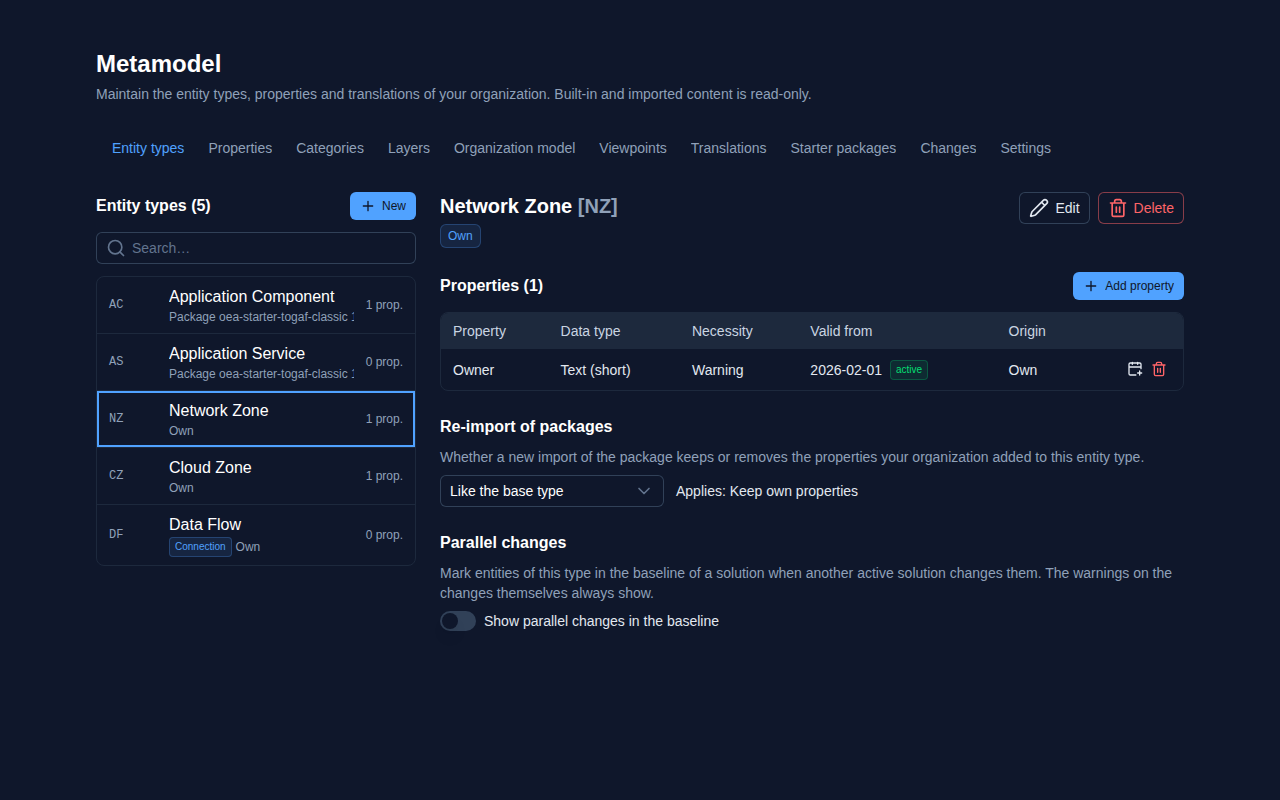 Metamodel
Maintain the entity types, properties and translations of your organization. Built-in and imported content is read-only.
Entity types Properties Categories Layers Organization model Viewpoints Translations Starter packages Changes Settings
Entity types (5)
New
Search…
AC Application Component 1 prop.
Package oea-starter-togaf-classic
AS Application Service 0 prop.
Package oea-starter-togaf-classic
NZ Network Zone 1 prop.
Own
CZ Cloud Zone 1 prop.
Own
DF Data Flow 0 prop.
Connection Own
Network Zone [NZ]
Edit Delete
Own
Properties (1)
Add property
Property Data type Necessity Valid from Origin
Owner Text (short) Warning 2026-02-01 active Own
Re-import of packages
Whether a new import of the package keeps or removes the properties your organization added to this entity type.
Like the base type Applies: Keep own properties
Parallel changes
Mark entities of this type in the baseline of a solution when another active solution changes them. The warnings on the
changes themselves always show.
Show parallel changes in the baseline